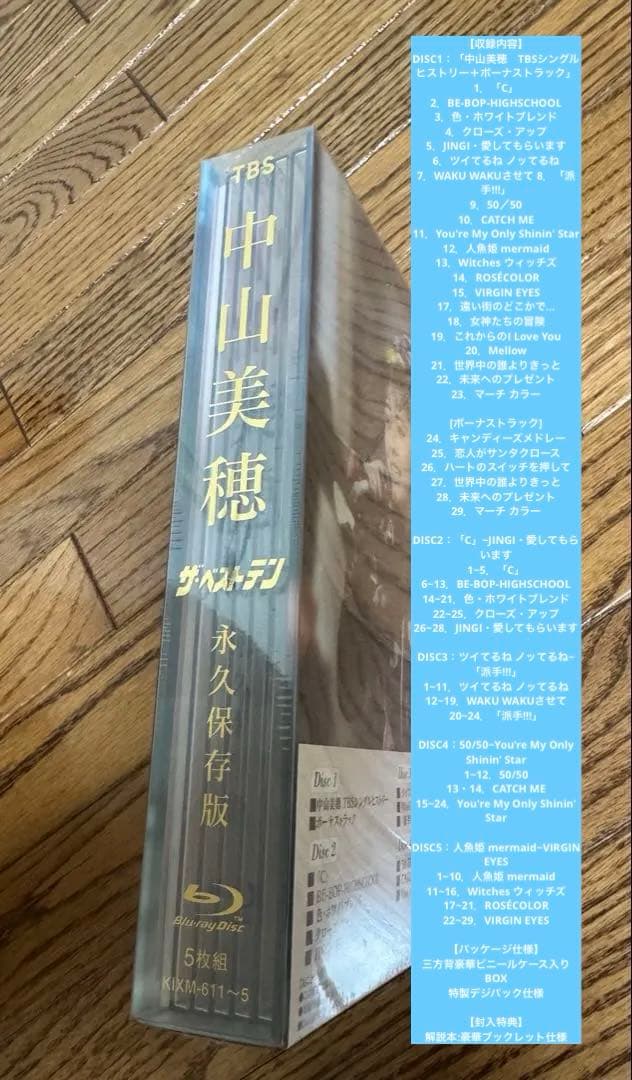 TBS
中山美穂
ザ・ベストテン
永久保存版
Blu-ray Disc™
5枚組
KIXM-611～5
Disc 1
■中山美穂 TBSシングルヒストリー
■ボーナストラック
Disc 2
【収録内容】
DISC1：「中山美穂　TBSシングル
ヒストリー＋ボーナストラック」
1．「C」
2．BE-BOP-HIGHSCHOOL
3．色・ホワイトブレンド
4．クローズ・アップ
5．JINGI・愛してもらいます
6．ツイてるね ノッてるね
7．WAKU WAKUさせて 8．「派
手!!!」
9．50／50
10．CATCH ME
11．You're My Only Shinin' Star
12．人魚姫 mermaid
13．Witches ウィッチズ
14．ROSÉCOLOR
15．VIRGIN EYES
17．遠い街のどこかで…
18．女神たちの冒険
19．これからのI Love You
20．Mellow
21．世界中の誰よりきっと
22．未来へのプレゼント
23．マーチ カラー
[ボーナストラック]
24．キャンディーズメドレー
25．恋人がサンタクロース
26．ハートのスイッチを押して
27．世界中の誰よりきっと
28．未来へのプレゼント
29．マーチ カラー
DISC2：「C」~JINGI・愛してもら
います
1~5．「C」
6~13．BE-BOP-HIGHSCHOOL
14~21．色・ホワイトブレンド
22~25．クローズ・アップ
26~28．JINGI・愛してもらいます
DISC3：ツイてるね ノッてるね~
「派手!!!」
1~11．ツイてるね ノッてるね
12~19．WAKU WAKUさせて
20~24．「派手!!!」
DISC4：50/50~You're My Only
Shinin' Star
1~12．50/50
13・14．CATCH ME
15~24．You're My Only Shinin'
Star
DISC5：人魚姫 mermaid~VIRGIN
EYES
1~10．人魚姫 mermaid
11~16．Witches ウィッチズ
17~21．ROSÉCOLOR
22~29．VIRGIN EYES
【パッケージ仕様】
三方背豪華ビニールケース入り
BOX
特製デジパック仕様
【封入特典】
解説本:豪華ブックレット仕様